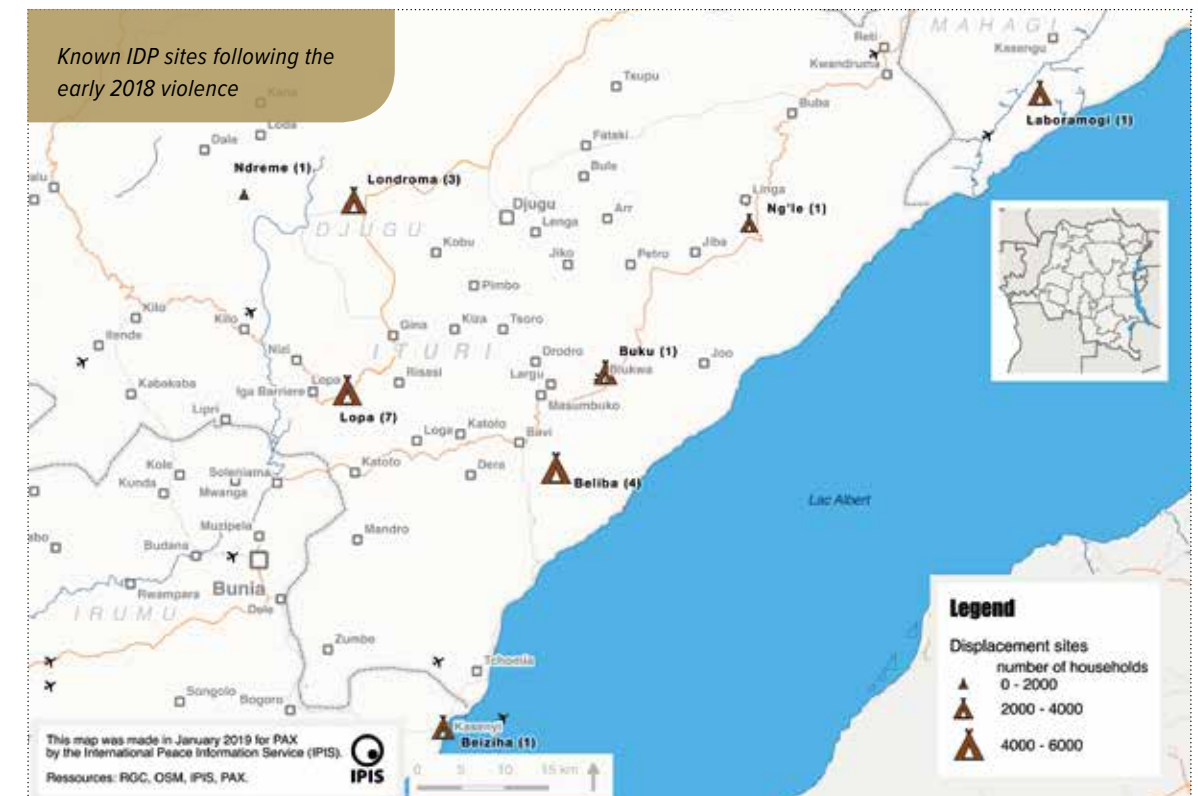 Known IDP sites following the
early 2018 violence
MAHAGI
Reti
Kasengu
Kwandruma
Tsupu
Laboramogi (1)
Kana
Buba
Loda
Dale
Fataki
Ndreme (1)
Londroma (3)
Bule
Linga
Ng'le (1)
Djugu
Arr
DJUGU
Lenga
Kobu
Jiko
Petro
Jiba
Pimbo
Kilo
Kilo
Itende
Gina
Kiza
Tsoro
ITURI
Nizi
Drodro
Buku (1)
Joo
Blukwa
Kabakaba
Lopa
Risasi
Largu
Iga Barriere
Masumbuko
Lipri
Lopa (7)
Loga
Katoto
Bavi
Kole
Soleniama
Katoto
Dera
Beliba (4)
Kunda
Mwanga
Lac Albert
Muzipela
Mandro
Budana
Bunia
Rwampara
IRUMU
Dele
Zumbo
Tchomia
Songolo
Bogoro
Kasenyi
Beiziha (1)
Legend
Displacement sites
number of households
0 - 2000
2000 - 4000
4000 - 6000
This map was made in January 2019 for PAX
by the International Peace Information Service (IPIS).
Ressources: RGC, OSM, IPIS, PAX.
IPIS
0 5 10 15 km